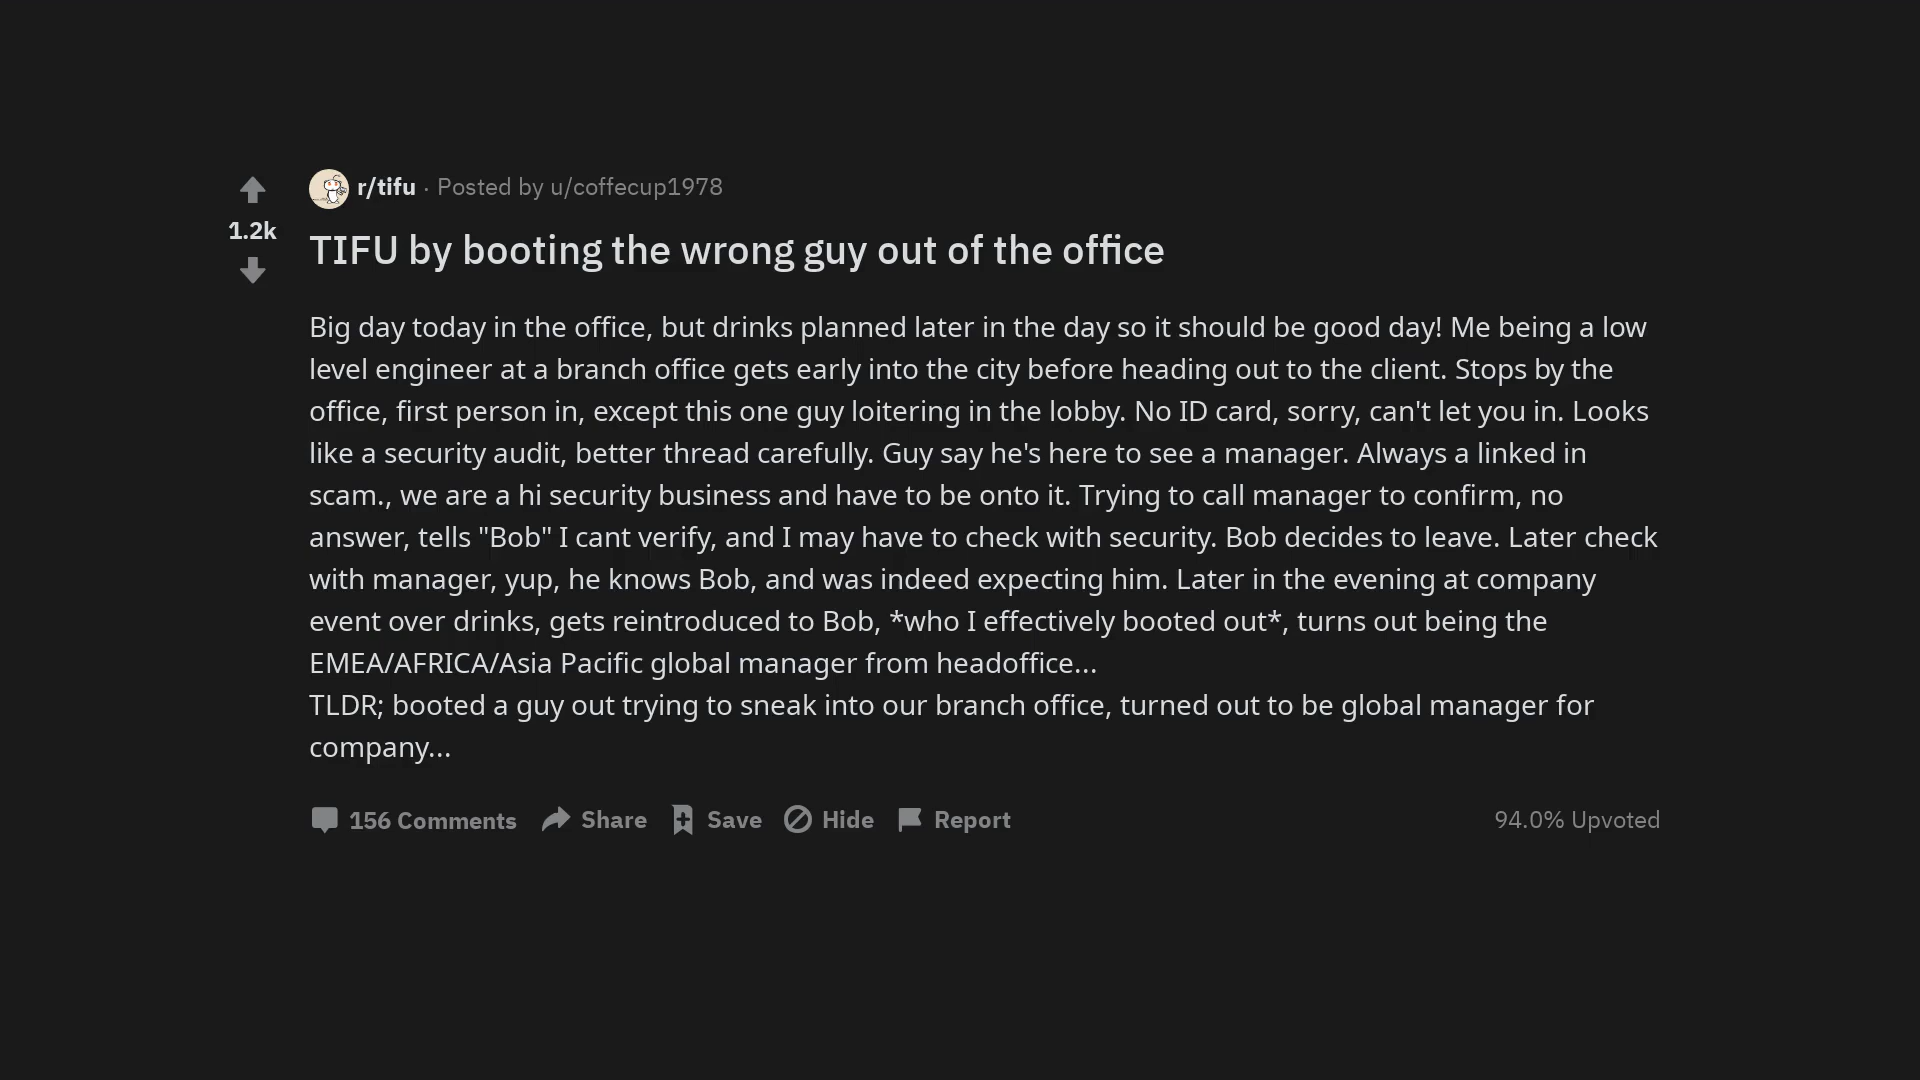 r/tifu · Posted by u/coffecup1978
1.2k
TIFU by booting the wrong guy out of the office
Big day today in the office, but drinks planned later in the day so it should be good day! Me being a low
level engineer at a branch office gets early into the city before heading out to the client. Stops by the
office, first person in, except this one guy loitering in the lobby. No ID card, sorry, can't let you in. Looks
like a security audit, better thread carefully. Guy say he's here to see a manager. Always a linked in
scam., we are a hi security business and have to be onto it. Trying to call manager to confirm, no
answer, tells "Bob" I cant verify, and I may have to check with security. Bob decides to leave. Later check
with manager, yup, he knows Bob, and was indeed expecting him. Later in the evening at company
event over drinks, gets reintroduced to Bob, *who I effectively booted out*, turns out being the
EMEA/AFRICA/Asia Pacific global manager from headoffice...
TLDR; booted a guy out trying to sneak into our branch office, turned out to be global manager for
company...
156 Comments Share Save Hide Report 94.0% Upvoted